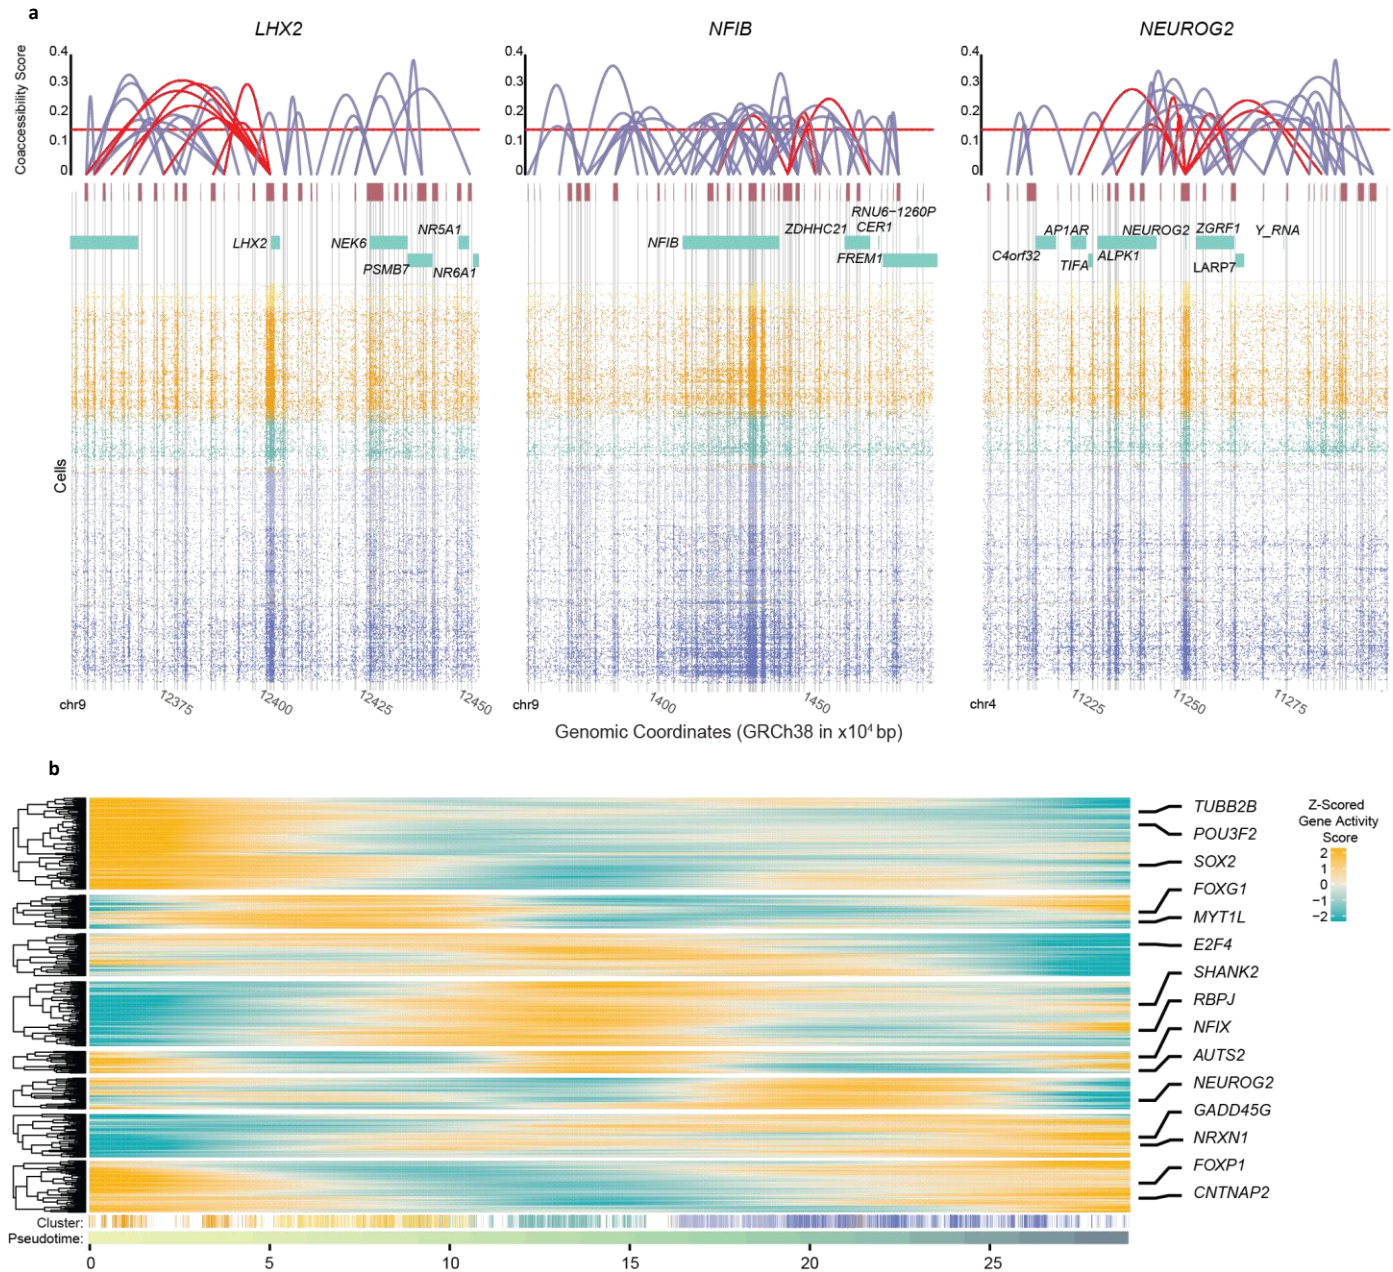 a
LHX2
NFIB
NEUROG2
Coaccessibility Score
0.4
0.3
0.2
0.1
0
0.4
0.3
0.2
0.1
0
0.4
0.3
0.2
0.1
0
LHX2
NEK6
NR5A1
PSMB7
NR6A1
NFIB
ZDHHC21
RNU6−1260P
CER1
FREM1
C4orf32
AP1AR
TIFA
ALPK1
NEUROG2
ZGRF1
LARP7
Y_RNA
Cells
chr9
12375
12400
12425
12450
chr9
1400
1450
chr4
11225
11250
11275
Genomic Coordinates (GRCh38 in x10⁴ bp)
b
TUBB2B
POU3F2
SOX2
FOXG1
MYT1L
E2F4
SHANK2
RBPJ
NFIX
AUTS2
NEUROG2
GADD45G
NRXN1
FOXP1
CNTNAP2
Z-Scored
Gene Activity
Score
2
1
0
−1
−2
Cluster:
Pseudotime:
0
5
10
15
20
25